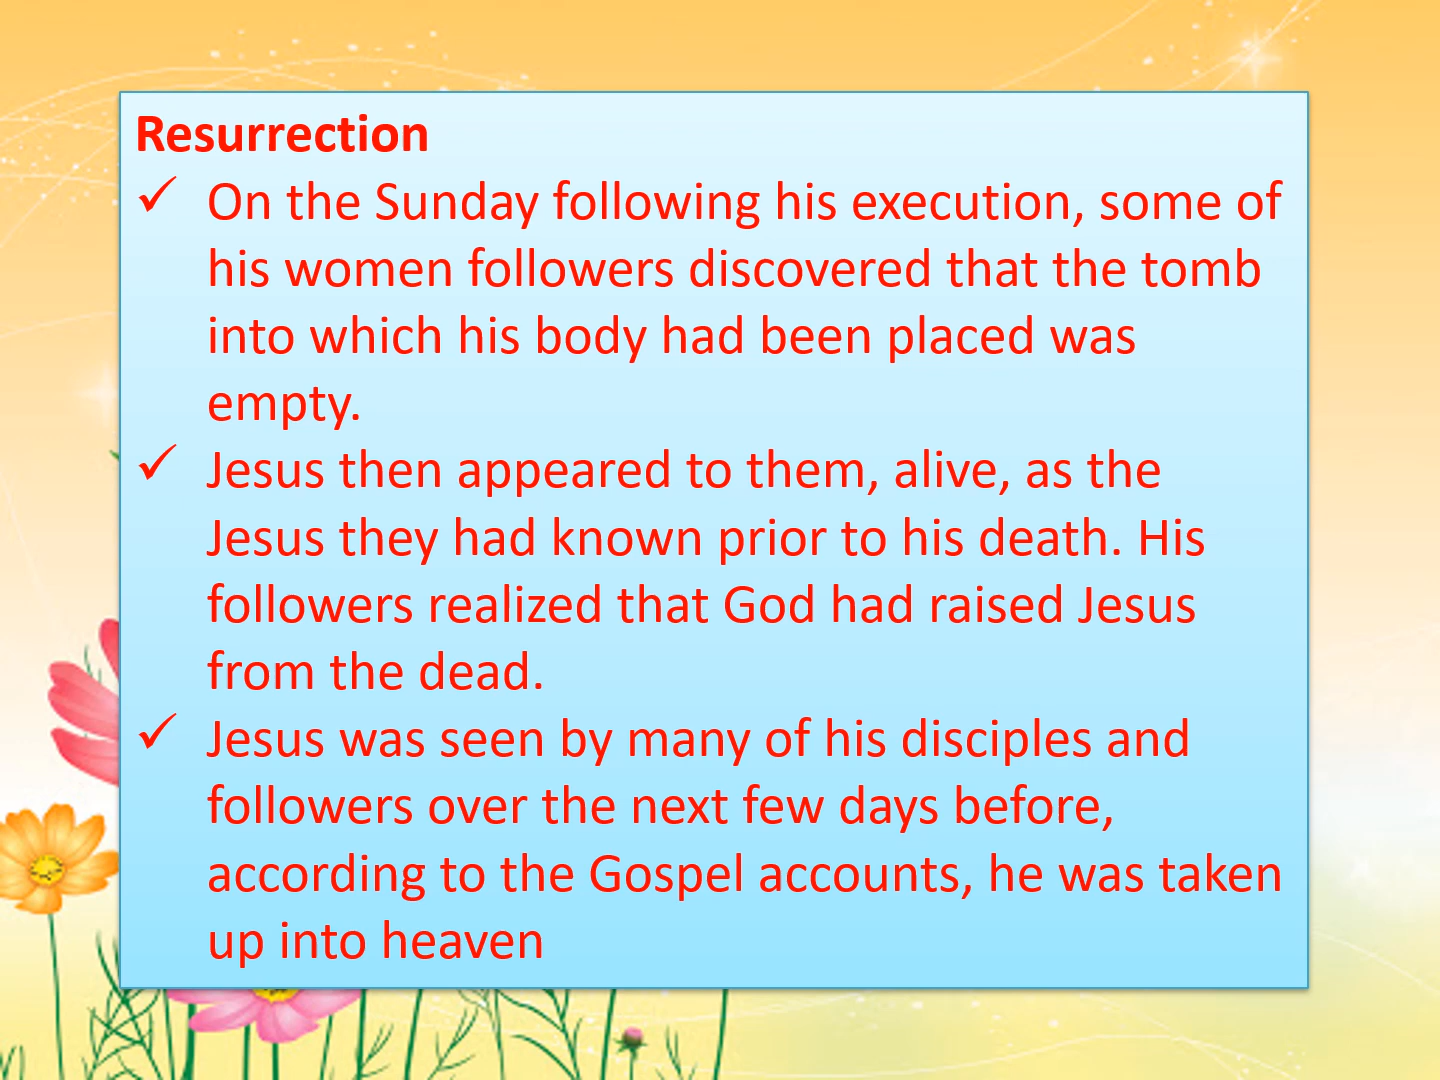 Resurrection
✓ On the Sunday following his execution, some of
his women followers discovered that the tomb
into which his body had been placed was
empty.
✓ Jesus then appeared to them, alive, as the
Jesus they had known prior to his death. His
followers realized that God had raised Jesus
from the dead.
✓ Jesus was seen by many of his disciples and
followers over the next few days before,
according to the Gospel accounts, he was taken
up into heaven